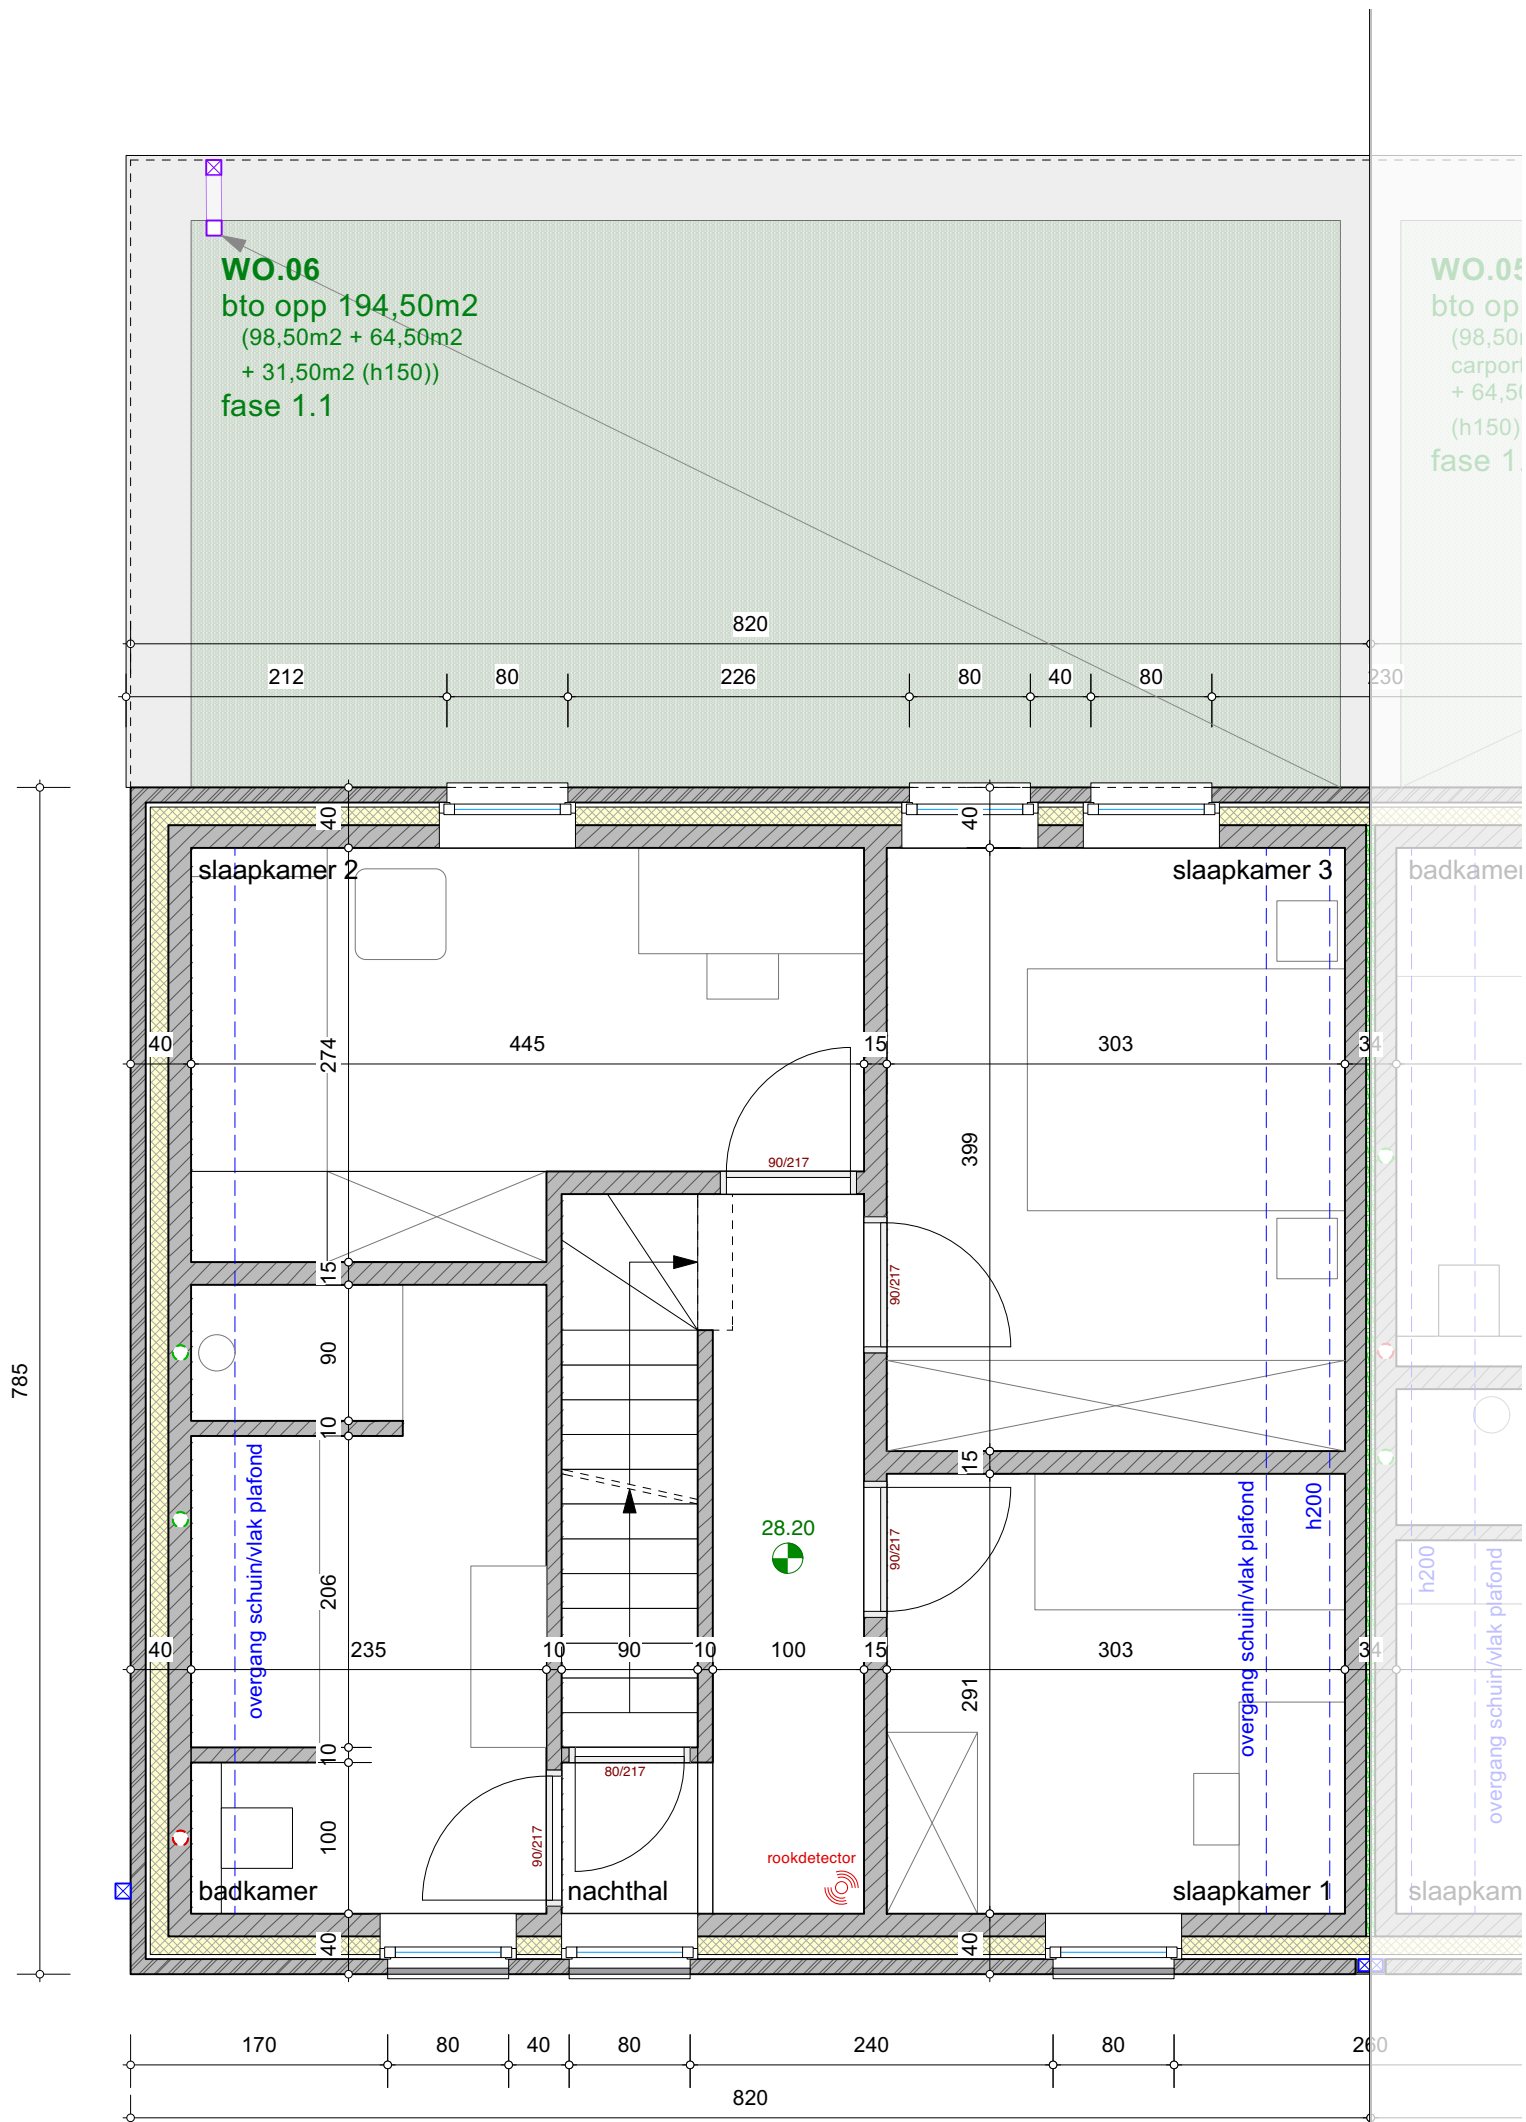 WO.06
bto opp 194,50m2
(98,50m2 + 64,50m2
+ 31,50m2 (h150))
fase 1.1
WO.05
bto op
(98,50
carport
+ 64,5
(h150)
fase 1.
820
212 80 226 80 40 80 230
40 40
slaapkamer 2 slaapkamer 3 badkamer
40 274 445 15 303 34
399
90/217
90/217
15
90
785
10
15
overgang schuin/vlak plafond
overgang schuin/vlak plafond
h200
h200
overgang schuin/vlak plafond
28.20
90/217
206
40 235 10 90 10 100 15 303 34
291
10
80/217
100
90/217
rookdetector
badkamer nachthal slaapkamer 1 slaapkam
40 40
170 80 40 80 240 80 260
820